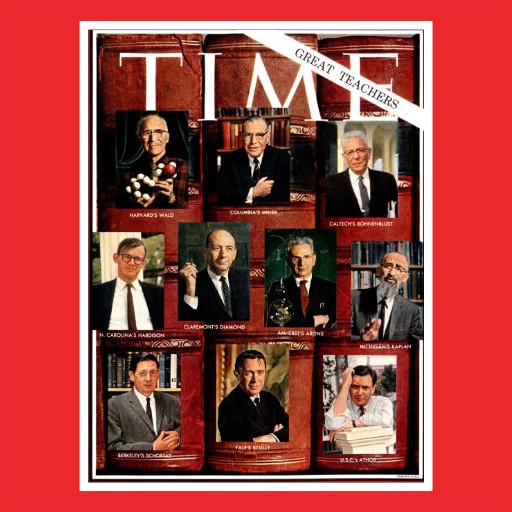 TIME
GREAT TEACHERS
HARVARD'S WALD
COLUMBIA'S MINER
CALTECH'S BOHNENBLUST
N. CAROLINA'S HARDISON
CLAREMONT'S DIAMOND
AMHERST'S ARONS
MICHIGAN'S KAPLAN
BERKELEY'S SCHORSKE
YALE'S SCULLY
U.S.C.'S ATHOS